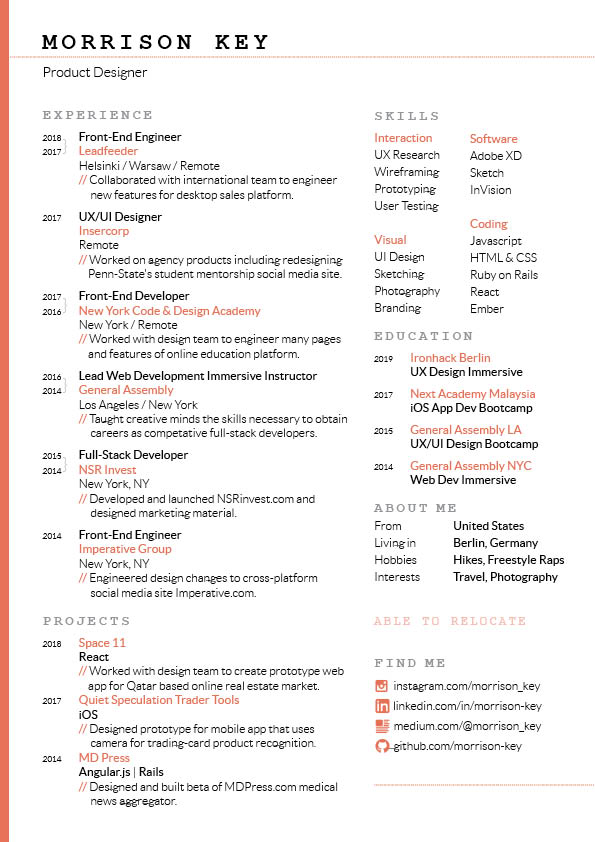 MORRISON KEY
Product Designer
EXPERIENCE
2018 Front-End Engineer
2017 Leadfeeder
Helsinki / Warsaw / Remote
// Collaborated with international team to engineer
new features for desktop sales platform.
2017 UX/UI Designer
Insercorp
Remote
// Worked on agency products including redesigning
Penn-State's student mentorship social media site.
2017 Front-End Developer
2016 New York Code & Design Academy
New York / Remote
// Worked with design team to engineer many pages
and features of online education platform.
2016 Lead Web Development Immersive Instructor
2014 General Assembly
Los Angeles / New York
// Taught creative minds the skills necessary to obtain
careers as competative full-stack developers.
2015 Full-Stack Developer
2014 NSR Invest
New York, NY
// Developed and launched NSRinvest.com and
designed marketing material.
2014 Front-End Engineer
Imperative Group
New York, NY
// Engineered design changes to cross-platform
social media site Imperative.com.
PROJECTS
2018 Space 11
React
// Worked with design team to create prototype web
app for Qatar based online real estate market.
2017 Quiet Speculation Trader Tools
iOS
// Designed prototype for mobile app that uses
camera for trading-card product recognition.
2014 MD Press
Angular.js | Rails
// Designed and built beta of MDPress.com medical
news aggregator.
SKILLS
Interaction
UX Research
Wireframing
Prototyping
User Testing
Visual
UI Design
Sketching
Photography
Branding
Software
Adobe XD
Sketch
InVision
Coding
Javascript
HTML & CSS
Ruby on Rails
React
Ember
EDUCATION
2019 Ironhack Berlin
UX Design Immersive
2017 Next Academy Malaysia
iOS App Dev Bootcamp
2015 General Assembly LA
UX/UI Design Bootcamp
2014 General Assembly NYC
Web Dev Immersive
ABOUT ME
From United States
Living in Berlin, Germany
Hobbies Hikes, Freestyle Raps
Interests Travel, Photography
ABLE TO RELOCATE
FIND ME
instagram.com/morrison_key
linkedin.com/in/morrison-key
medium.com/@morrison_key
github.com/morrison-key